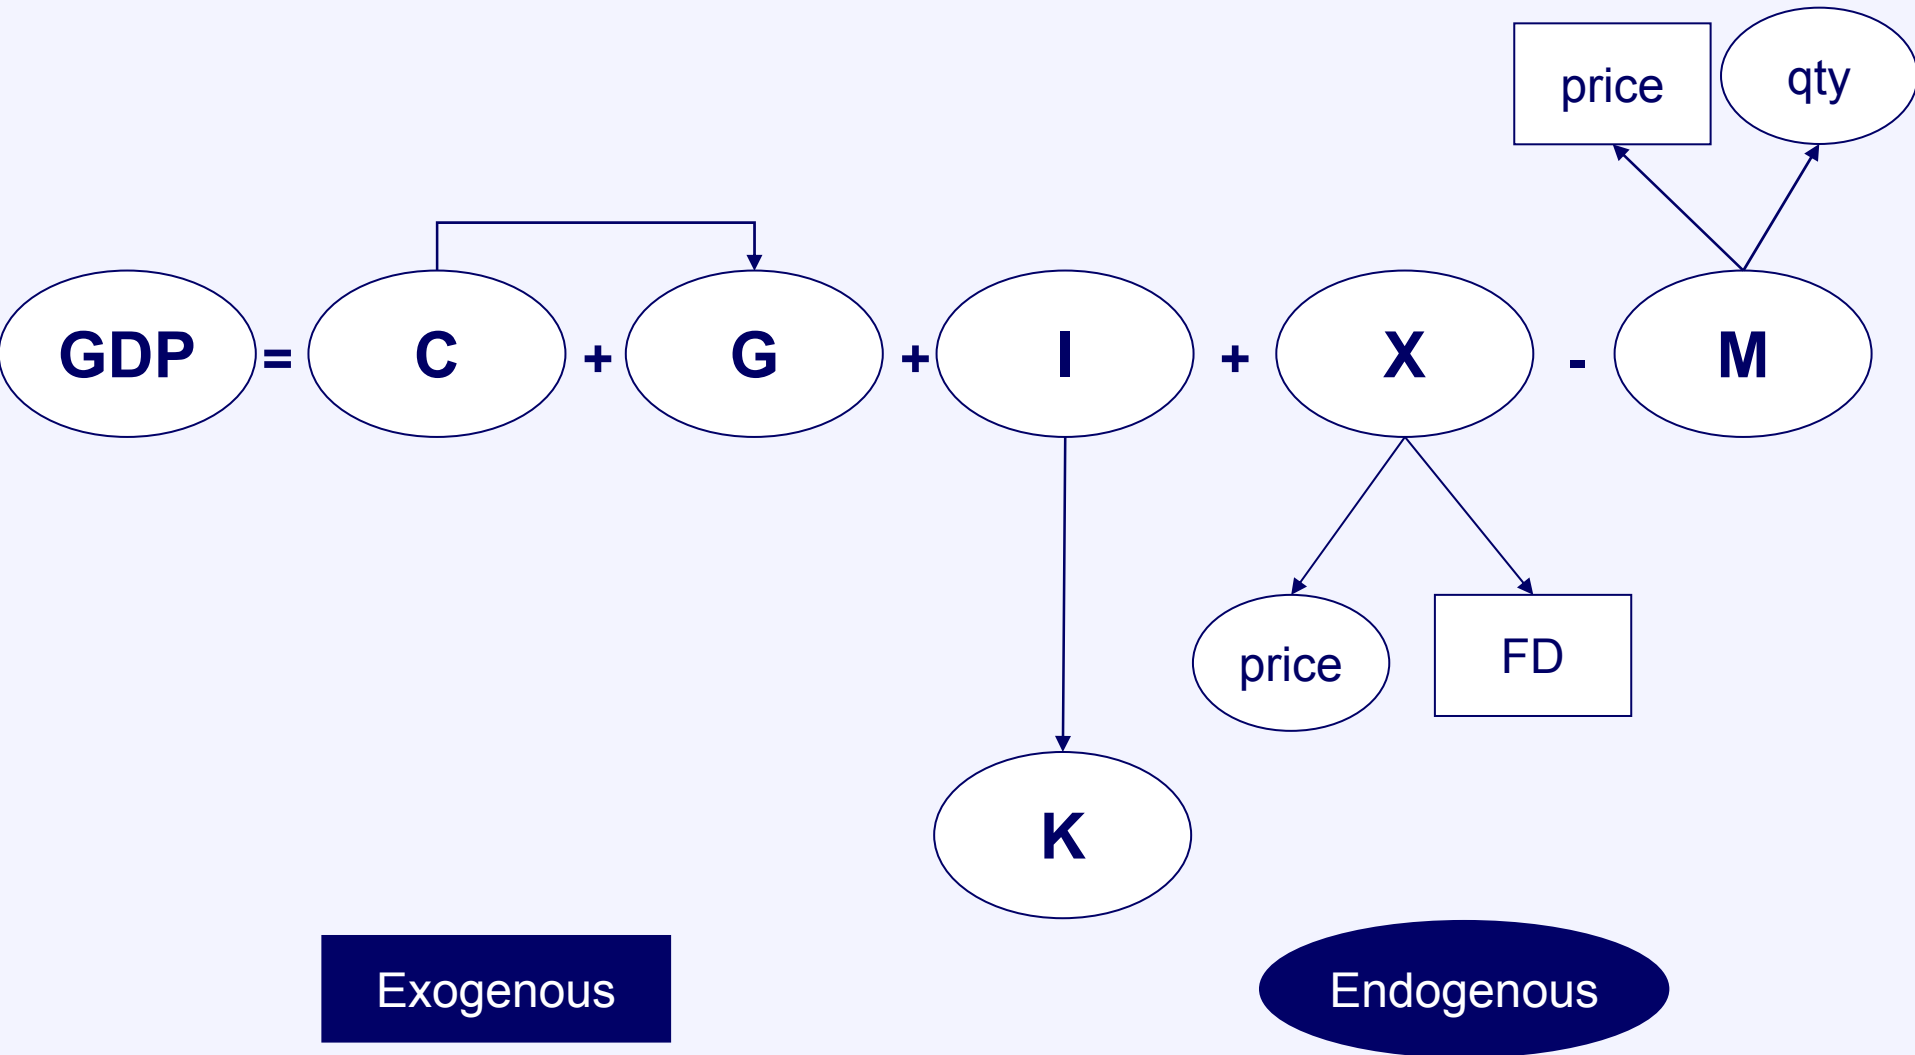 price qty
GDP = C + G + I + X - M
price FD
K
Exogenous Endogenous